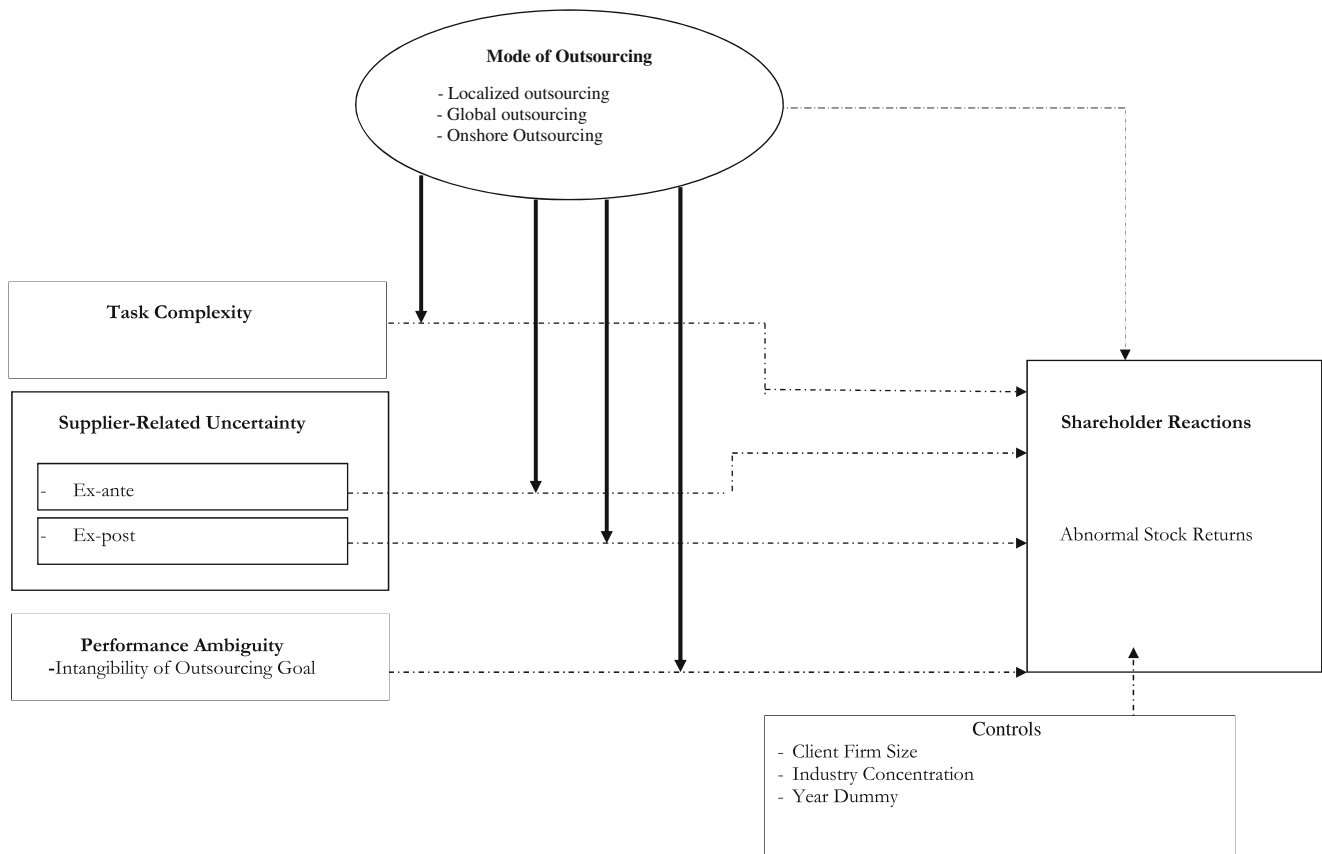 Mode of Outsourcing
- Localized outsourcing
- Global outsourcing
- Onshore Outsourcing
Task Complexity
Supplier-Related Uncertainty
- Ex-ante
- Ex-post
Performance Ambiguity
-Intangibility of Outsourcing Goal
Shareholder Reactions
Abnormal Stock Returns
Controls
- Client Firm Size
- Industry Concentration
- Year Dummy